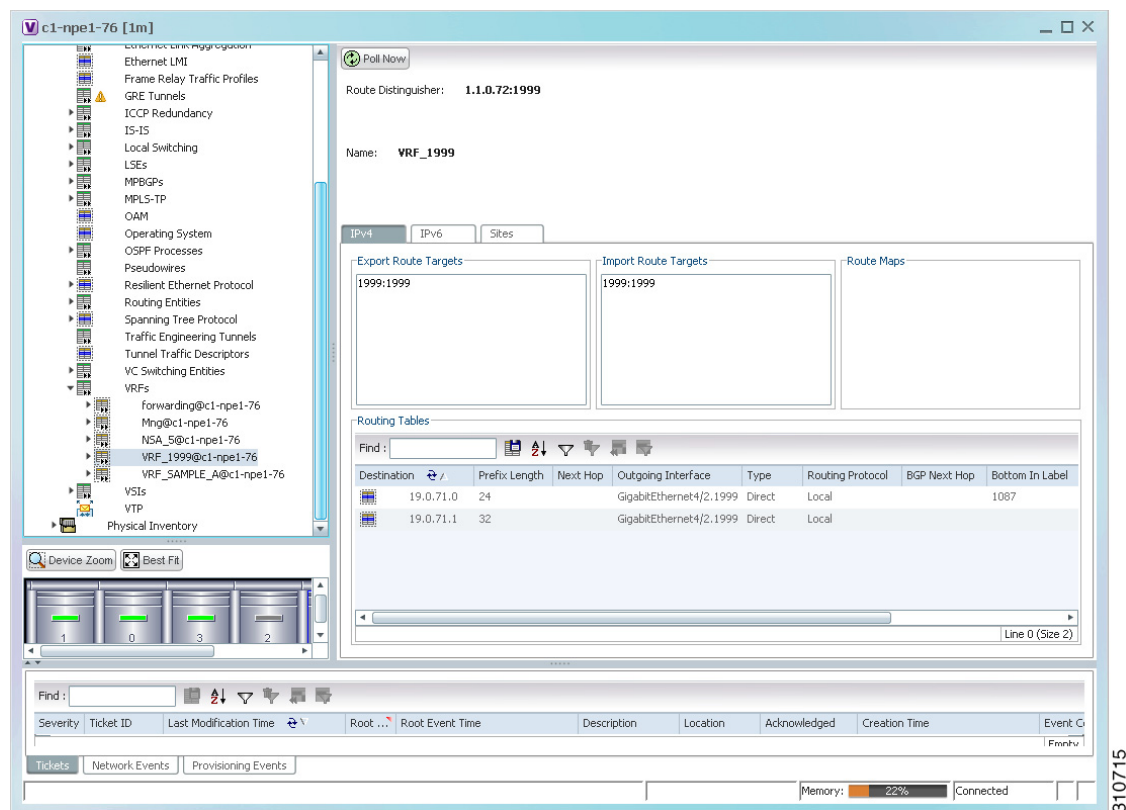 V c1-npe1-76 [1m]
Ethernet Link Aggregation
Ethernet LMI
Frame Relay Traffic Profiles
GRE Tunnels
ICCP Redundancy
IS-IS
Local Switching
LSEs
MPBGPs
MPLS-TP
OAM
Operating System
OSPF Processes
Pseudowires
Resilient Ethernet Protocol
Routing Entities
Spanning Tree Protocol
Traffic Engineering Tunnels
Tunnel Traffic Descriptors
VC Switching Entities
VRFs
forwarding@c1-npe1-76
Mng@c1-npe1-76
NSA_5@c1-npe1-76
VRF_1999@c1-npe1-76
VRF_SAMPLE_A@c1-npe1-76
VSIs
VTP
Physical Inventory
Device Zoom Best Fit
1 0 3 2
Poll Now
Route Distinguisher: 1.1.0.72:1999
Name: VRF_1999
IPv4 IPv6 Sites
Export Route Targets Import Route Targets Route Maps
1999:1999 1999:1999
Routing Tables
Find :
Destination Prefix Length Next Hop Outgoing Interface Type Routing Protocol BGP Next Hop Bottom In Label
19.0.71.0 24 GigabitEthernet4/2.1999 Direct Local 1087
19.0.71.1 32 GigabitEthernet4/2.1999 Direct Local
Line 0 (Size 2)
Find :
Severity Ticket ID Last Modification Time Root ... Root Event Time Description Location Acknowledged Creation Time Event C
Empty
Tickets Network Events Provisioning Events
Memory: 22% Connected
310715